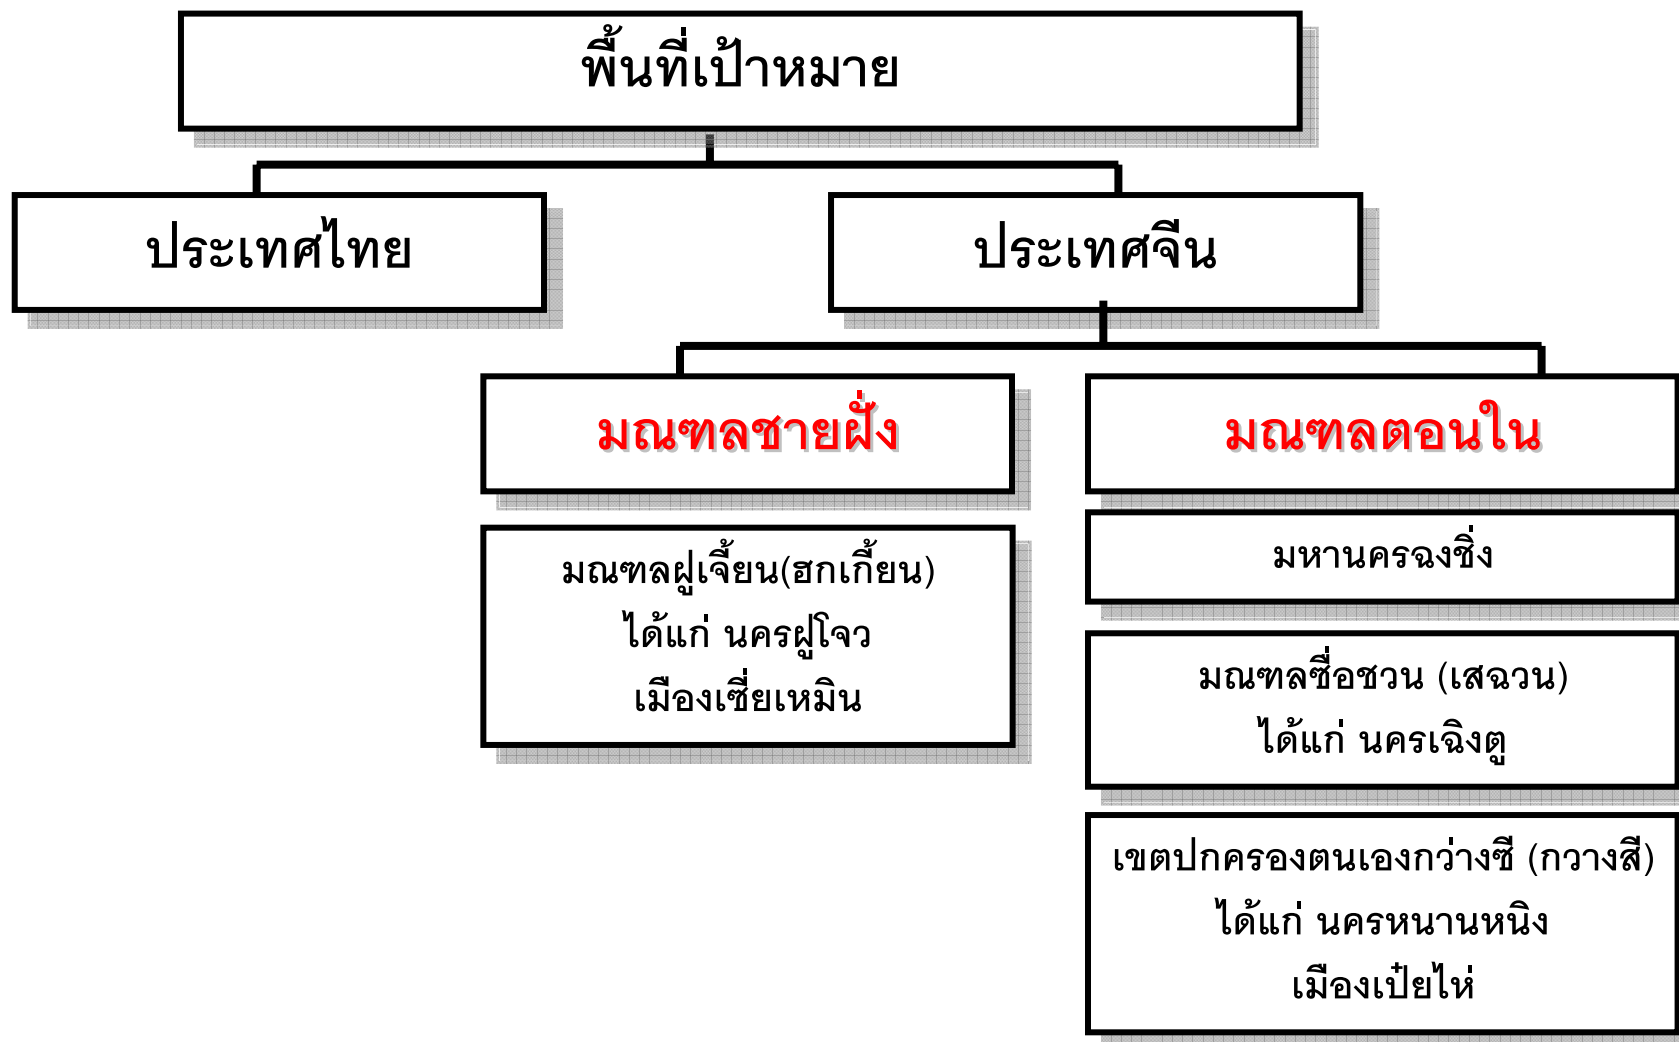 พื้นที่เป้าหมาย
ประเทศไทย
ประเทศจีน
มณฑลชายฝั่ง
มณฑลตอนใน
มณฑลฝูเจี้ยน(ฮกเกี้ยน)
ได้แก่ นครฝูโจว
เมืองเซี่ยเหมิน
มหานครฉงชิ่ง
มณฑลซื่อชวน (เสฉวน)
ได้แก่ นครเฉิงตู
เขตปกครองตนเองกว่างซี (กวางสี)
ได้แก่ นครหนานหนิง
เมืองเป๋ยไห่